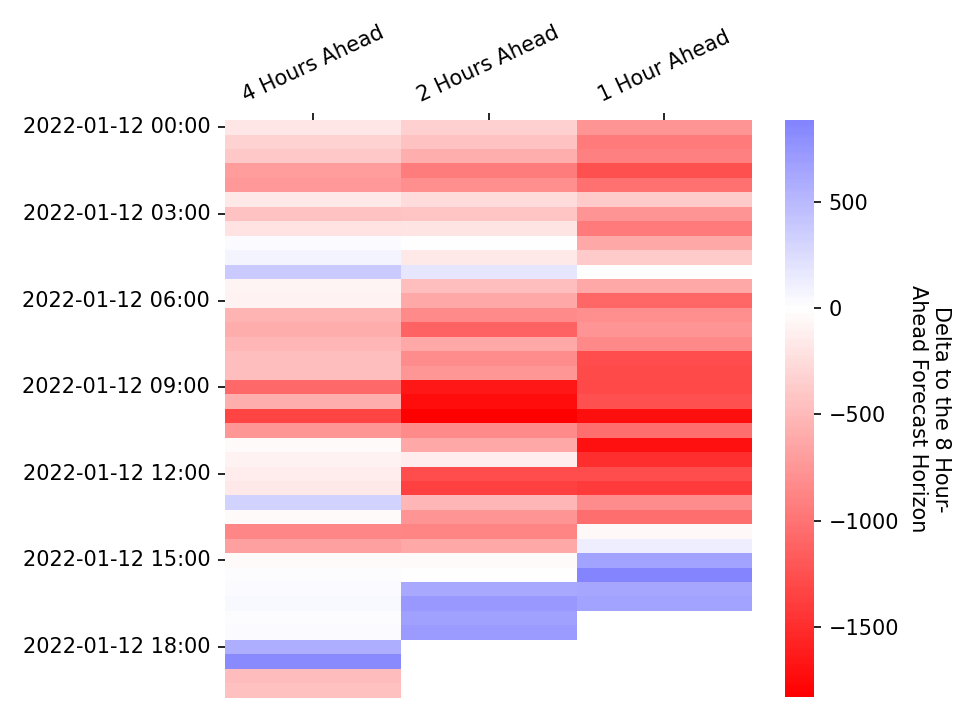 4 Hours Ahead
2 Hours Ahead
1 Hour Ahead
2022-01-12 00:00
2022-01-12 03:00
2022-01-12 06:00
2022-01-12 09:00
2022-01-12 12:00
2022-01-12 15:00
2022-01-12 18:00
500
0
−500
−1000
−1500
Delta to the 8 Hour-
Ahead Forecast Horizon